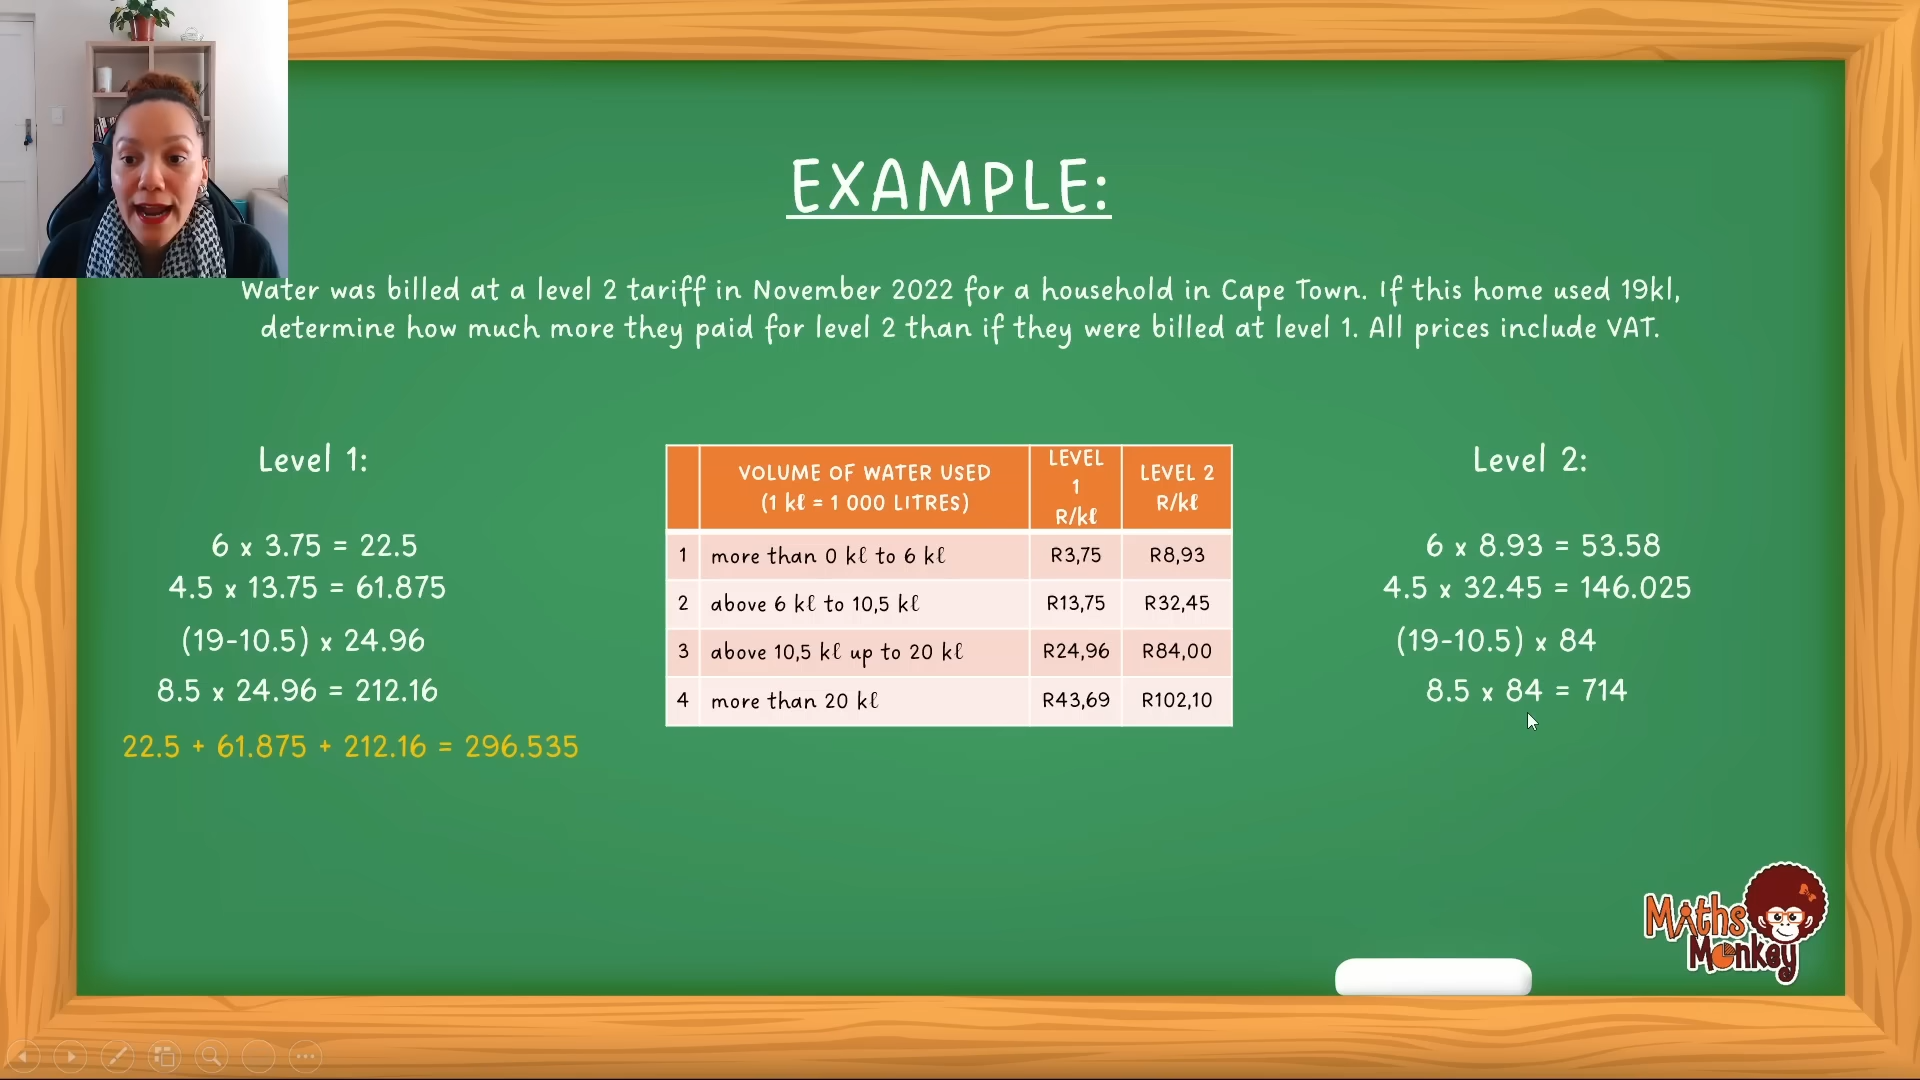 EXAMPLE:
Water was billed at a level 2 tariff in November 2022 for a household in Cape Town. If this home used 19kl,
determine how much more they paid for level 2 than if they were billed at level 1. All prices include VAT.
Level 1:
6 x 3.75 = 22.5
4.5 x 13.75 = 61.875
(19-10.5) x 24.96
8.5 x 24.96 = 212.16
22.5 + 61.875 + 212.16 = 296.535
VOLUME OF WATER USED
(1 kℓ = 1 000 LITRES)
LEVEL
1
R/kℓ
LEVEL 2
R/kℓ
1 more than 0 kℓ to 6 kℓ R3,75 R8,93
2 above 6 kℓ to 10,5 kℓ R13,75 R32,45
3 above 10,5 kℓ up to 20 kℓ R24,96 R84,00
4 more than 20 kℓ R43,69 R102,10
Level 2:
6 x 8.93 = 53.58
4.5 x 32.45 = 146.025
(19-10.5) x 84
8.5 x 84 = 714
Maths
Monkey